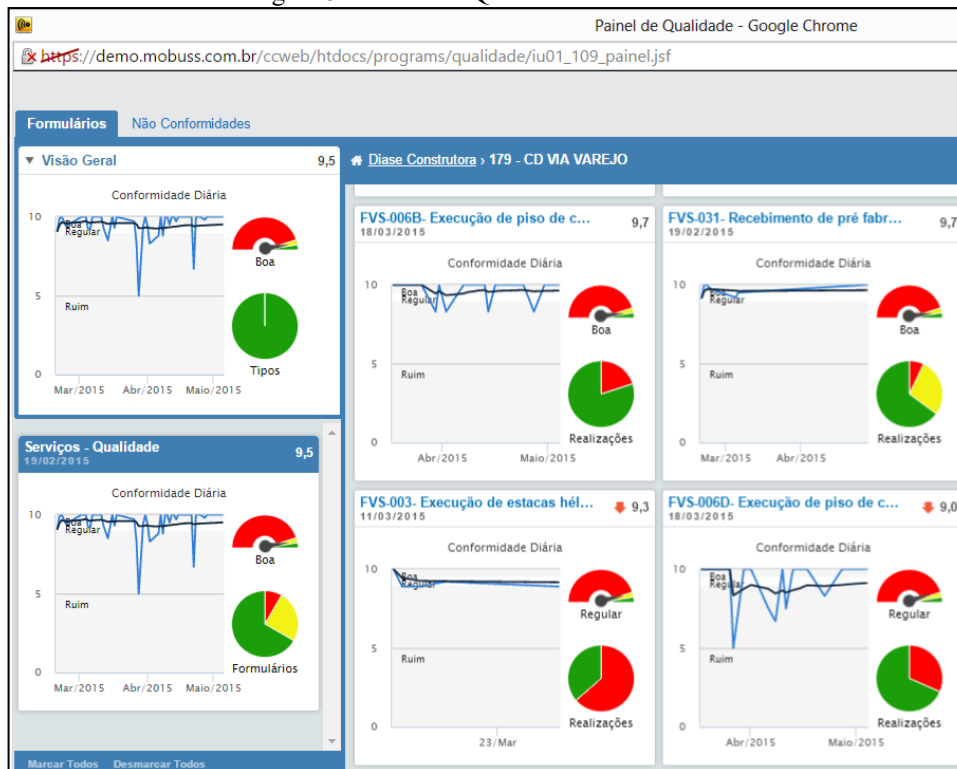 Painel de Qualidade - Google Chrome
https://demo.mobuss.com.br/ccweb/htdocs/programs/qualidade/iu01_109_painel.jsf
Formulários Não Conformidades
Visão Geral 9,5
Conformidade Diária
10
Boa
Regular
5
Ruim
0
Mar/2015 Abr/2015 Maio/2015
Boa
Tipos
Serviços - Qualidade 9,5
19/02/2015
Conformidade Diária
10
Boa
Regular
5
Ruim
0
Mar/2015 Abr/2015 Maio/2015
Boa
Formulários
Marcar Todos Desmarcar Todos
Diase Construtora › 179 - CD VIA VAREJO
FVS-006B- Execução de piso de c... 9,7
18/03/2015
Conformidade Diária
10
Boa
Regular
5
Ruim
0
Abr/2015 Maio/2015
Boa
Realizações
FVS-031- Recebimento de pré fabr... 9,7
19/02/2015
Conformidade Diária
10
Boa
Regular
5
Ruim
0
Mar/2015 Abr/2015
Boa
Realizações
FVS-003- Execução de estacas hél... 9,3
11/03/2015
Conformidade Diária
10
Boa
Regular
5
Ruim
0
23/Mar
Regular
Realizações
FVS-006D- Execução de piso de c... 9,0
18/03/2015
Conformidade Diária
10
Boa
Regular
5
Ruim
0
Abr/2015 Maio/2015
Regular
Realizações